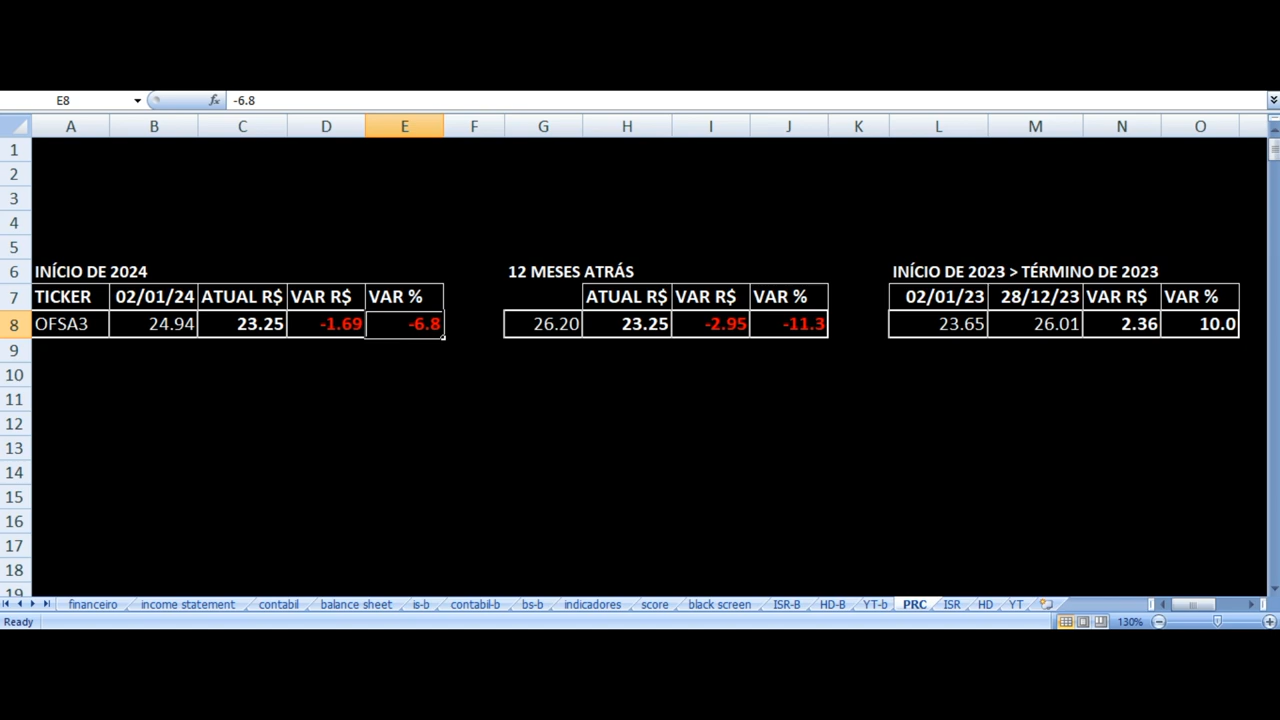 E8 fx -6.8
A B C D E F G H I J K L M N O
1
2
3
4
5
6 INÍCIO DE 2024 12 MESES ATRÁS INÍCIO DE 2023 > TÉRMINO DE 2023
7 TICKER 02/01/24 ATUAL R$ VAR R$ VAR % ATUAL R$ VAR R$ VAR % 02/01/23 28/12/23 VAR R$ VAR %
8 OFSA3 24.94 23.25 -1.69 -6.8 26.20 23.25 -2.95 -11.3 23.65 26.01 2.36 10.0
9
10
11
12
13
14
15
16
17
18
19
financeiro income statement contabil balance sheet is-b contabil-b bs-b indicadores score black screen ISR-B HD-B YT-b PRC ISR HD YT
Ready 130%